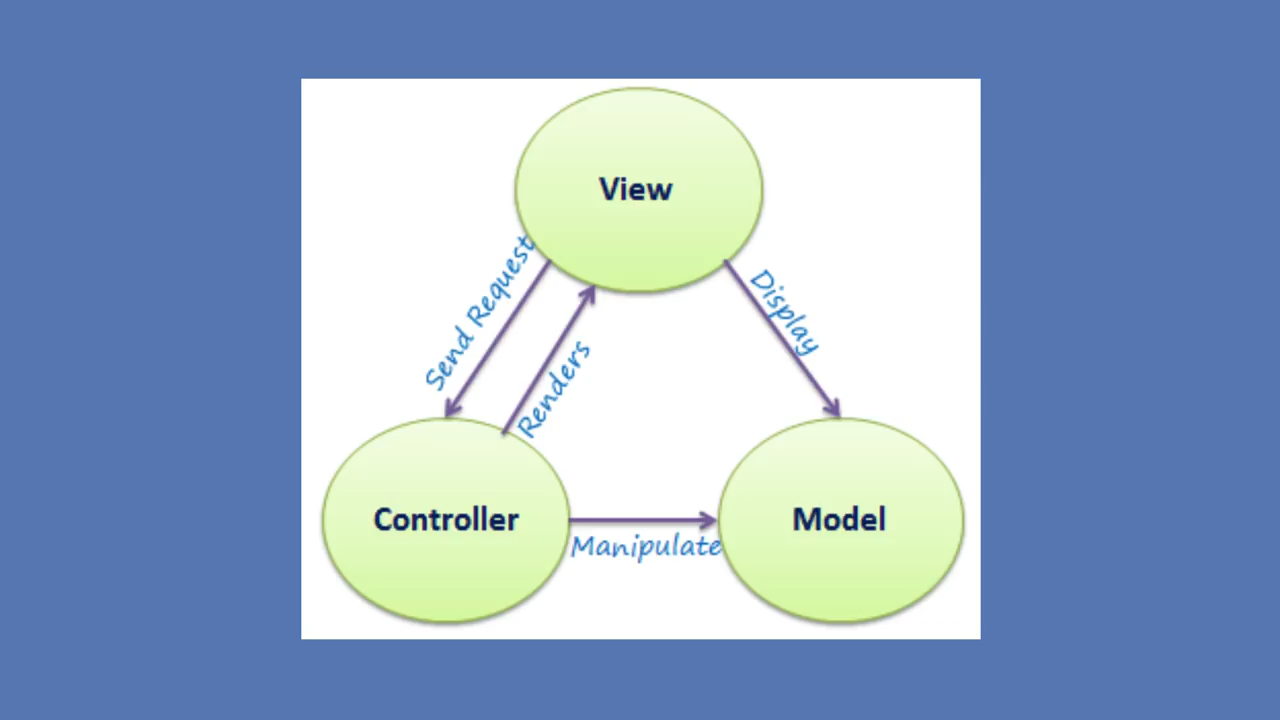 View
Send Request
Renders
Display
Controller
Manipulate
Model